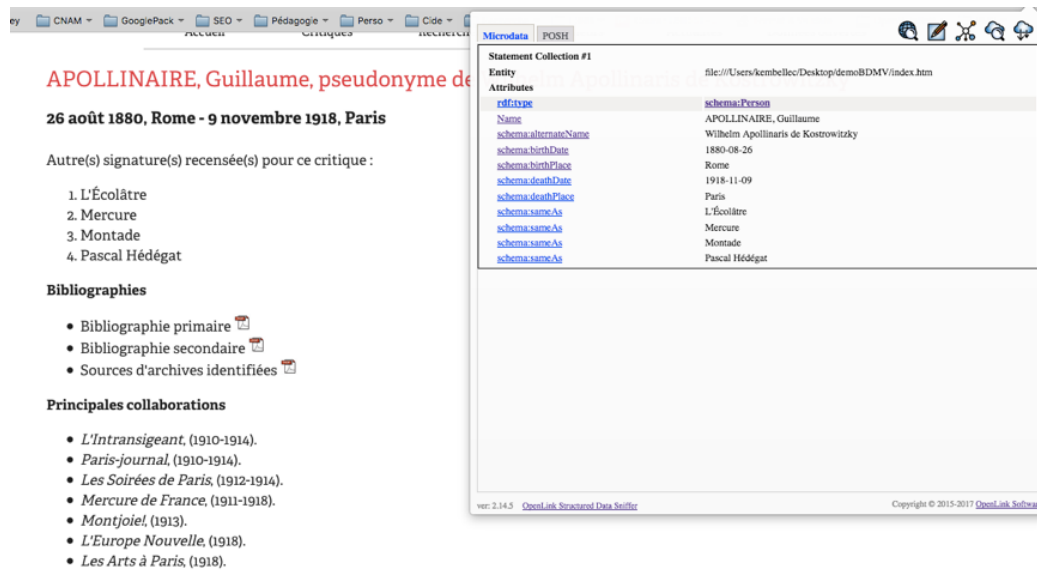 ey CNAM GooglePack SEO Pédagogie Perso Cide
Accueil Critiques
APOLLINAIRE, Guillaume, pseudonyme de
26 août 1880, Rome - 9 novembre 1918, Paris
Autre(s) signature(s) recensée(s) pour ce critique :
1. L'Écolâtre
2. Mercure
3. Montade
4. Pascal Hédégat
Bibliographies
• Bibliographie primaire
• Bibliographie secondaire
• Sources d'archives identifiées
Principales collaborations
• L'Intransigeant, (1910-1914).
• Paris-journal, (1910-1914).
• Les Soirées de Paris, (1912-1914).
• Mercure de France, (1911-1918).
• Montjoie!, (1913).
• L'Europe Nouvelle, (1918).
• Les Arts à Paris, (1918).
Microdata POSH
Statement Collection #1
Entity file:///Users/kembellec/Desktop/demoBDMV/index.htm
Attributes
rdf:type schema:Person
Name APOLLINAIRE, Guillaume
schema:alternateName Wilhelm Apollinaris de Kostrowitzky
schema:birthDate 1880-08-26
schema:birthPlace Rome
schema:deathDate 1918-11-09
schema:deathPlace Paris
schema:sameAs L'Écolâtre
schema:sameAs Mercure
schema:sameAs Montade
schema:sameAs Pascal Hédégat
ver: 2.14.5 OpenLink Structured Data Sniffer Copyright © 2015-2017 OpenLink Softwar